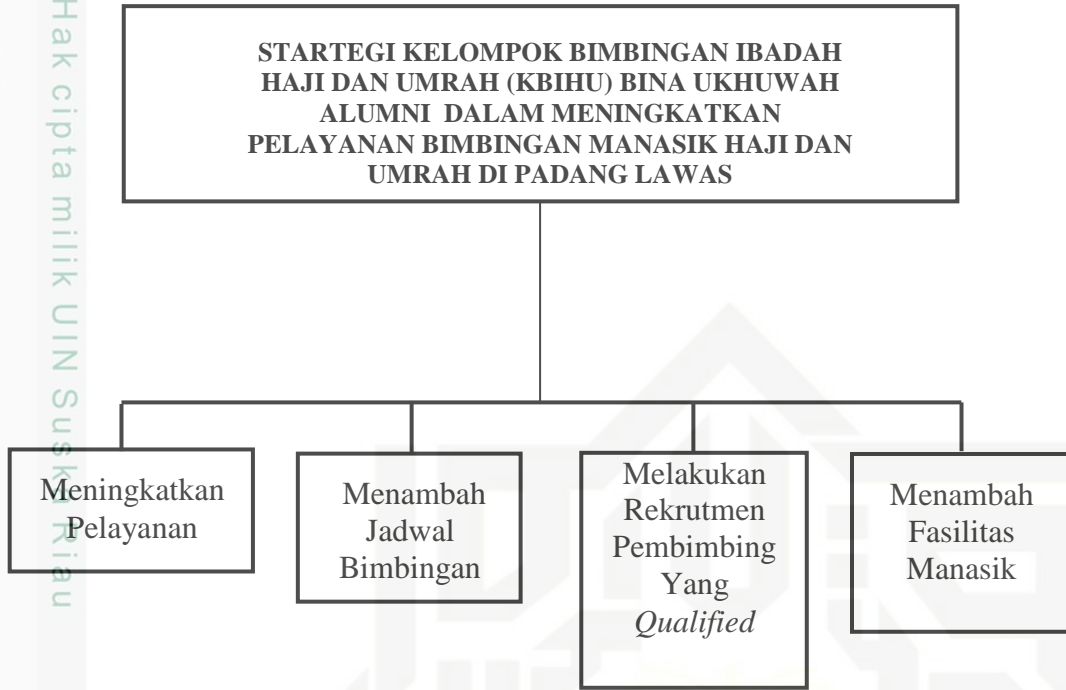 STARTEGI KELOMPOK BIMBINGAN IBADAH
HAJI DAN UMRAH (KBIHU) BINA UKHUWAH
ALUMNI DALAM MENINGKATKAN
PELAYANAN BIMBINGAN MANASIK HAJI DAN
UMRAH DI PADANG LAWAS
Meningkatkan
Pelayanan
Menambah
Jadwal
Bimbingan
Melakukan
Rekrutmen
Pembimbing
Yang
Qualified
Menambah
Fasilitas
Manasik
Hak cipta milik UIN Suska Riau